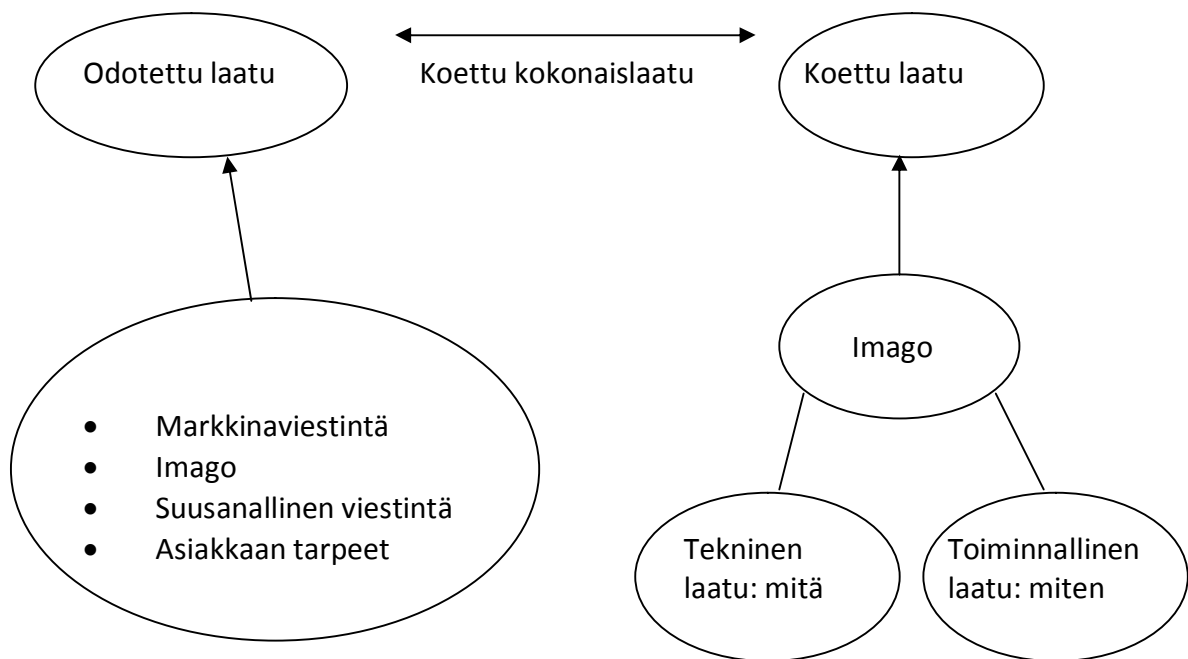 Odotettu laatu
Koettu kokonaislaatu
Koettu laatu
Imago
• Markkinaviestintä
• Imago
• Suusanallinen viestintä
• Asiakkaan tarpeet
Tekninen
laatu: mitä
Toiminnallinen
laatu: miten